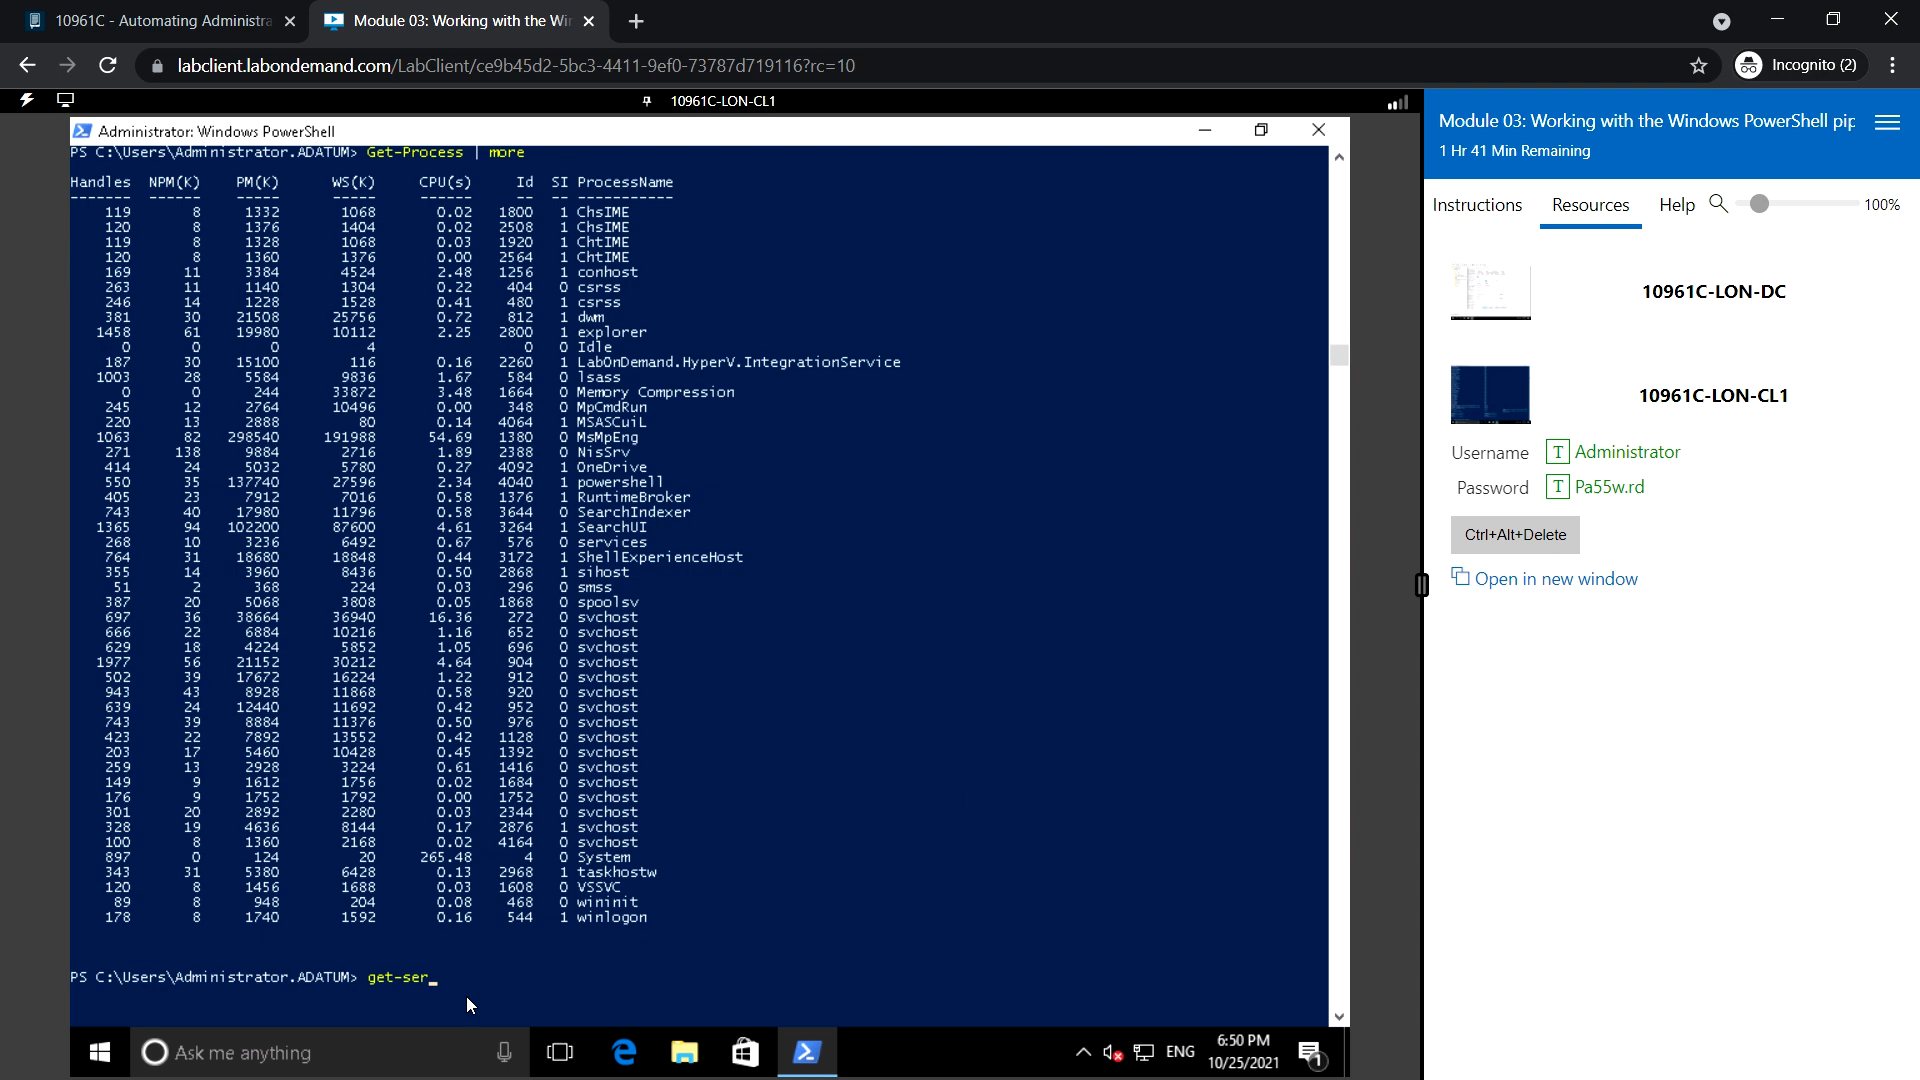 10961C - Automating Administra
Module 03: Working with the Wi
labclient.labondemand.com/LabClient/ce9b45d2-5bc3-4411-9ef0-73787d719116?rc=10
Incognito (2)
10961C-LON-CL1
Administrator: Windows PowerShell
PS C:\Users\Administrator.ADATUM> Get-Process | more
Handles NPM(K) PM(K) WS(K) CPU(s) Id SI ProcessName
------- ------ ----- ----- ------ -- -- -----------
119 8 1332 1068 0.02 1800 1 ChsIME
120 8 1376 1404 0.02 2508 1 ChsIME
119 8 1328 1068 0.03 1920 1 ChtIME
120 8 1360 1376 0.00 2564 1 ChtIME
169 11 3384 4524 2.48 1256 1 conhost
263 11 1140 1304 0.22 404 0 csrss
246 14 1228 1528 0.41 480 1 csrss
381 30 21508 25756 0.72 812 1 dwm
1458 61 19980 10112 2.25 2800 1 explorer
0 0 0 4 0 0 Idle
187 30 15100 116 0.16 2260 1 LabOnDemand.HyperV.IntegrationService
1003 28 5584 9836 1.67 584 0 lsass
0 0 244 33872 3.48 1664 0 Memory Compression
245 12 2764 10496 0.00 348 0 MpCmdRun
220 13 2888 80 0.14 4064 1 MSASCuiL
1063 82 298540 191988 54.69 1380 0 MsMpEng
271 138 9884 2716 1.89 2388 0 NisSrv
414 24 5032 5780 0.27 4092 1 OneDrive
550 35 137740 27596 2.34 4040 1 powershell
405 23 7912 7016 0.58 1376 1 RuntimeBroker
743 40 17980 11796 0.58 3644 0 SearchIndexer
1365 94 102200 87600 4.61 3264 1 SearchUI
268 10 3236 6492 0.67 576 0 services
764 31 18680 18848 0.44 3172 1 ShellExperienceHost
355 14 3960 8436 0.50 2868 1 sihost
51 2 368 224 0.03 296 0 smss
387 20 5068 3808 0.05 1868 0 spoolsv
697 36 38664 36940 16.36 272 0 svchost
666 22 6884 10216 1.16 652 0 svchost
629 18 4224 5852 1.05 696 0 svchost
1977 56 21152 30212 4.64 904 0 svchost
502 39 17672 16224 1.22 912 0 svchost
943 43 8928 11868 0.58 920 0 svchost
639 24 12440 11692 0.42 952 0 svchost
743 39 8884 11376 0.50 976 0 svchost
423 22 7892 13552 0.42 1128 0 svchost
203 17 5460 10428 0.45 1392 0 svchost
259 13 2928 3224 0.61 1416 0 svchost
149 9 1612 1756 0.02 1684 0 svchost
176 9 1752 1792 0.00 1752 0 svchost
301 20 2892 2280 0.03 2344 0 svchost
328 19 4636 8144 0.17 2876 1 svchost
100 8 1360 2168 0.02 4164 0 svchost
897 0 124 20 265.48 4 0 System
343 31 5380 6428 0.13 2968 1 taskhostw
120 8 1456 1688 0.03 1608 0 VSSVC
89 8 948 204 0.08 468 0 wininit
178 8 1740 1592 0.16 544 1 winlogon
PS C:\Users\Administrator.ADATUM> get-ser_
Ask me anything
ENG
6:50 PM
10/25/2021
1
Module 03: Working with the Windows PowerShell pip
1 Hr 41 Min Remaining
Instructions Resources Help 100%
10961C-LON-DC
10961C-LON-CL1
Username T Administrator
Password T Pa55w.rd
Ctrl+Alt+Delete
Open in new window